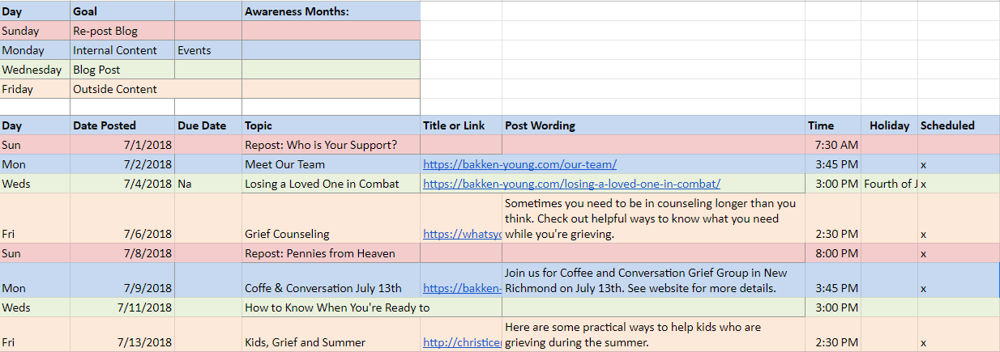 Day Goal Awareness Months:
Sunday Re-post Blog
Monday Internal Content Events
Wednesday Blog Post
Friday Outside Content
Day Date Posted Due Date Topic Title or Link Post Wording Time Holiday Scheduled
Sun 7/1/2018 Repost: Who is Your Support? 7:30 AM
Mon 7/2/2018 Meet Our Team https://bakken-young.com/our-team/ 3:45 PM x
Weds 7/4/2018 Na Losing a Loved One in Combat https://bakken-young.com/losing-a-loved-one-in-combat/ 3:00 PM Fourth of J x
Sometimes you need to be in counseling longer than you
think. Check out helpful ways to know what you need
Fri 7/6/2018 Grief Counseling https://whatsyo while you're grieving. 2:30 PM x
Sun 7/8/2018 Repost: Pennies from Heaven 8:00 PM x
Join us for Coffee and Conversation Grief Group in New
Mon 7/9/2018 Coffe & Conversation July 13th https://bakken- Richmond on July 13th. See website for more details. 3:45 PM x
Weds 7/11/2018 How to Know When You're Ready to 3:00 PM
Here are some practical ways to help kids who are
Fri 7/13/2018 Kids, Grief and Summer http://christice grieving during the summer. 2:30 PM x